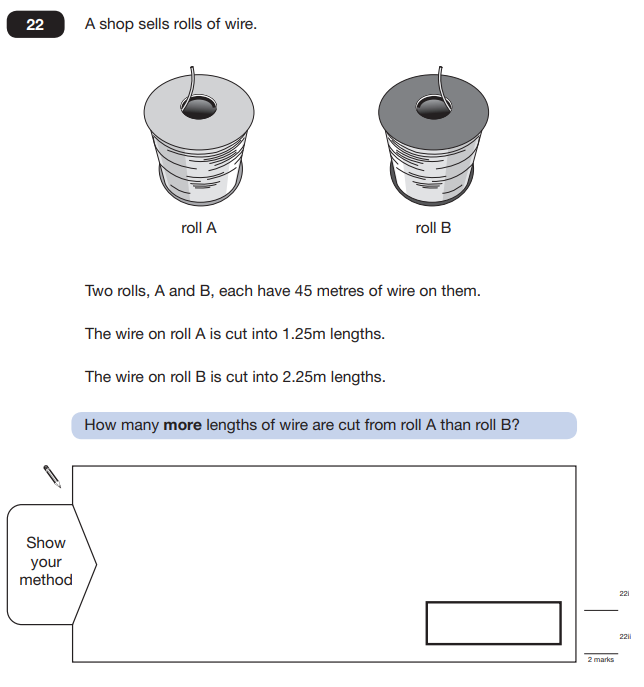 22
A shop sells rolls of wire.
roll A
roll B
Two rolls, A and B, each have 45 metres of wire on them.
The wire on roll A is cut into 1.25m lengths.
The wire on roll B is cut into 2.25m lengths.
How many more lengths of wire are cut from roll A than roll B?
Show
your
method
22i
22ii
2 marks